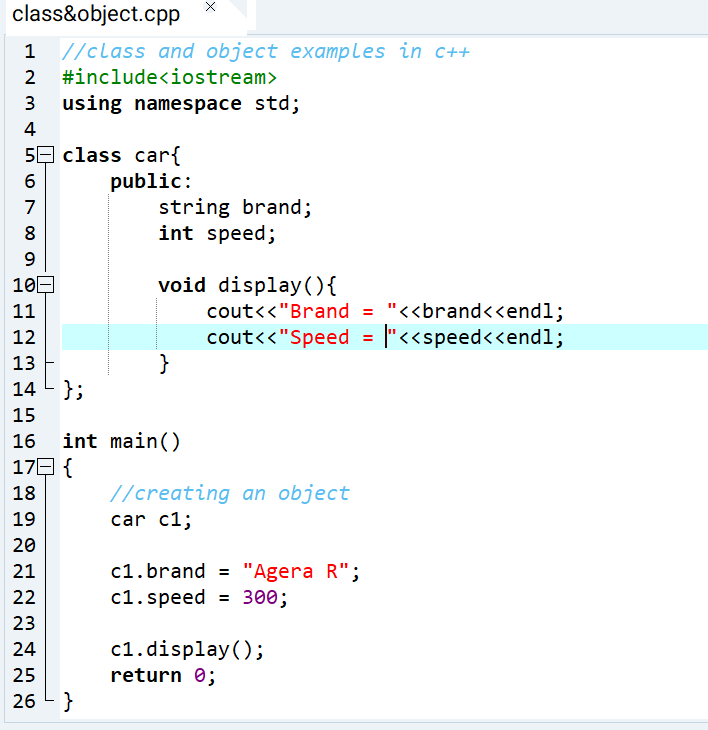 class&object.cpp ×
1 //class and object examples in c++
2 #include<iostream>
3 using namespace std;
4
5 class car{
6     public:
7         string brand;
8         int speed;
9
10         void display(){
11             cout<<"Brand = "<<brand<<endl;
12             cout<<"Speed = "<<speed<<endl;
13         }
14 };
15
16 int main()
17 {
18     //creating an object
19     car c1;
20
21     c1.brand = "Agera R";
22     c1.speed = 300;
23
24     c1.display();
25     return 0;
26 }